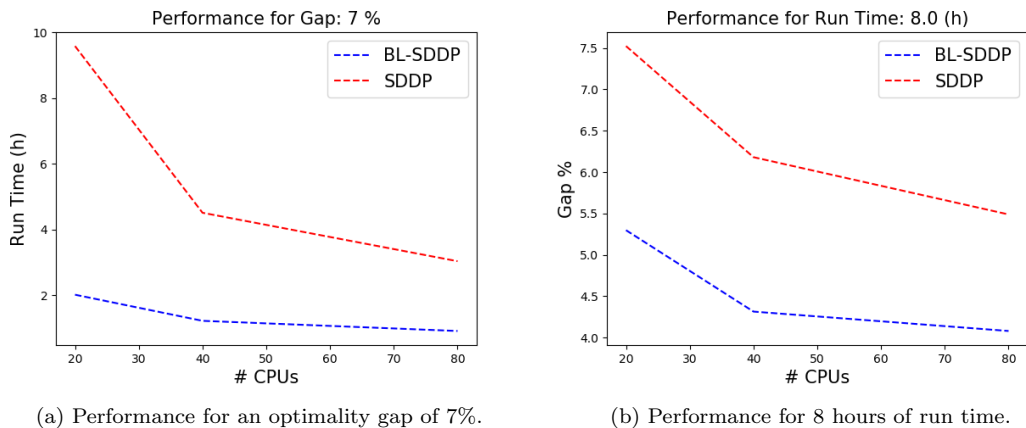 Performance for Gap: 7 %
BL-SDDP
SDDP
10
8
6
4
2
Run Time (h)
20 30 40 50 60 70 80
# CPUs
(a) Performance for an optimality gap of 7%.
Performance for Run Time: 8.0 (h)
BL-SDDP
SDDP
7.5
7.0
6.5
6.0
5.5
5.0
4.5
4.0
Gap %
20 30 40 50 60 70 80
# CPUs
(b) Performance for 8 hours of run time.